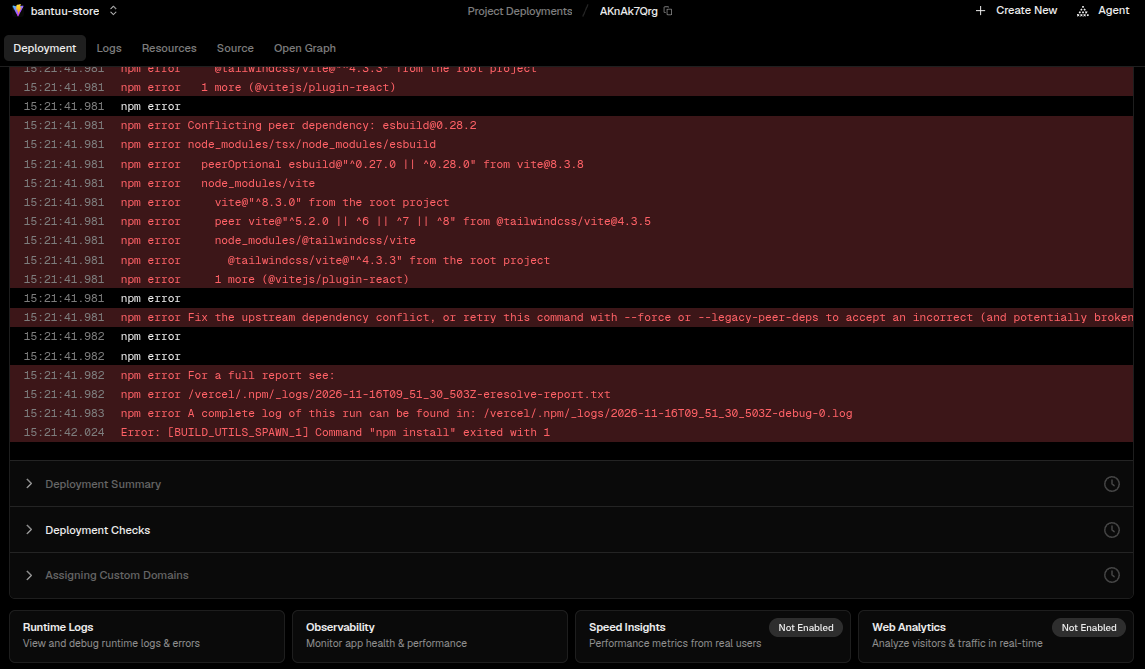 bantuu-store
Project Deployments / AKnAk7Qrg
Create New
Agent
Deployment
Logs
Resources
Source
Open Graph
15:21:41.981 npm error @tailwindcss/vite@"^4.3.3" from the root project
15:21:41.981 npm error 1 more (@vitejs/plugin-react)
15:21:41.981 npm error
15:21:41.981 npm error Conflicting peer dependency: esbuild@0.28.2
15:21:41.981 npm error node_modules/tsx/node_modules/esbuild
15:21:41.981 npm error peerOptional esbuild@"^0.27.0 || ^0.28.0" from vite@8.3.8
15:21:41.981 npm error node_modules/vite
15:21:41.981 npm error vite@"^8.3.0" from the root project
15:21:41.981 npm error peer vite@"^5.2.0 || ^6 || ^7 || ^8" from @tailwindcss/vite@4.3.5
15:21:41.981 npm error node_modules/@tailwindcss/vite
15:21:41.981 npm error @tailwindcss/vite@"^4.3.3" from the root project
15:21:41.981 npm error 1 more (@vitejs/plugin-react)
15:21:41.981 npm error
15:21:41.981 npm error Fix the upstream dependency conflict, or retry this command with --force or --legacy-peer-deps to accept an incorrect (and potentially broken
15:21:41.982 npm error
15:21:41.982 npm error
15:21:41.982 npm error For a full report see:
15:21:41.982 npm error /vercel/.npm/_logs/2026-11-16T09_51_30_503Z-eresolve-report.txt
15:21:41.983 npm error A complete log of this run can be found in: /vercel/.npm/_logs/2026-11-16T09_51_30_503Z-debug-0.log
15:21:42.024 Error: [BUILD_UTILS_SPAWN_1] Command "npm install" exited with 1
Deployment Summary
Deployment Checks
Assigning Custom Domains
Runtime Logs
View and debug runtime logs & errors
Observability
Monitor app health & performance
Speed Insights
Not Enabled
Performance metrics from real users
Web Analytics
Not Enabled
Analyze visitors & traffic in real-time